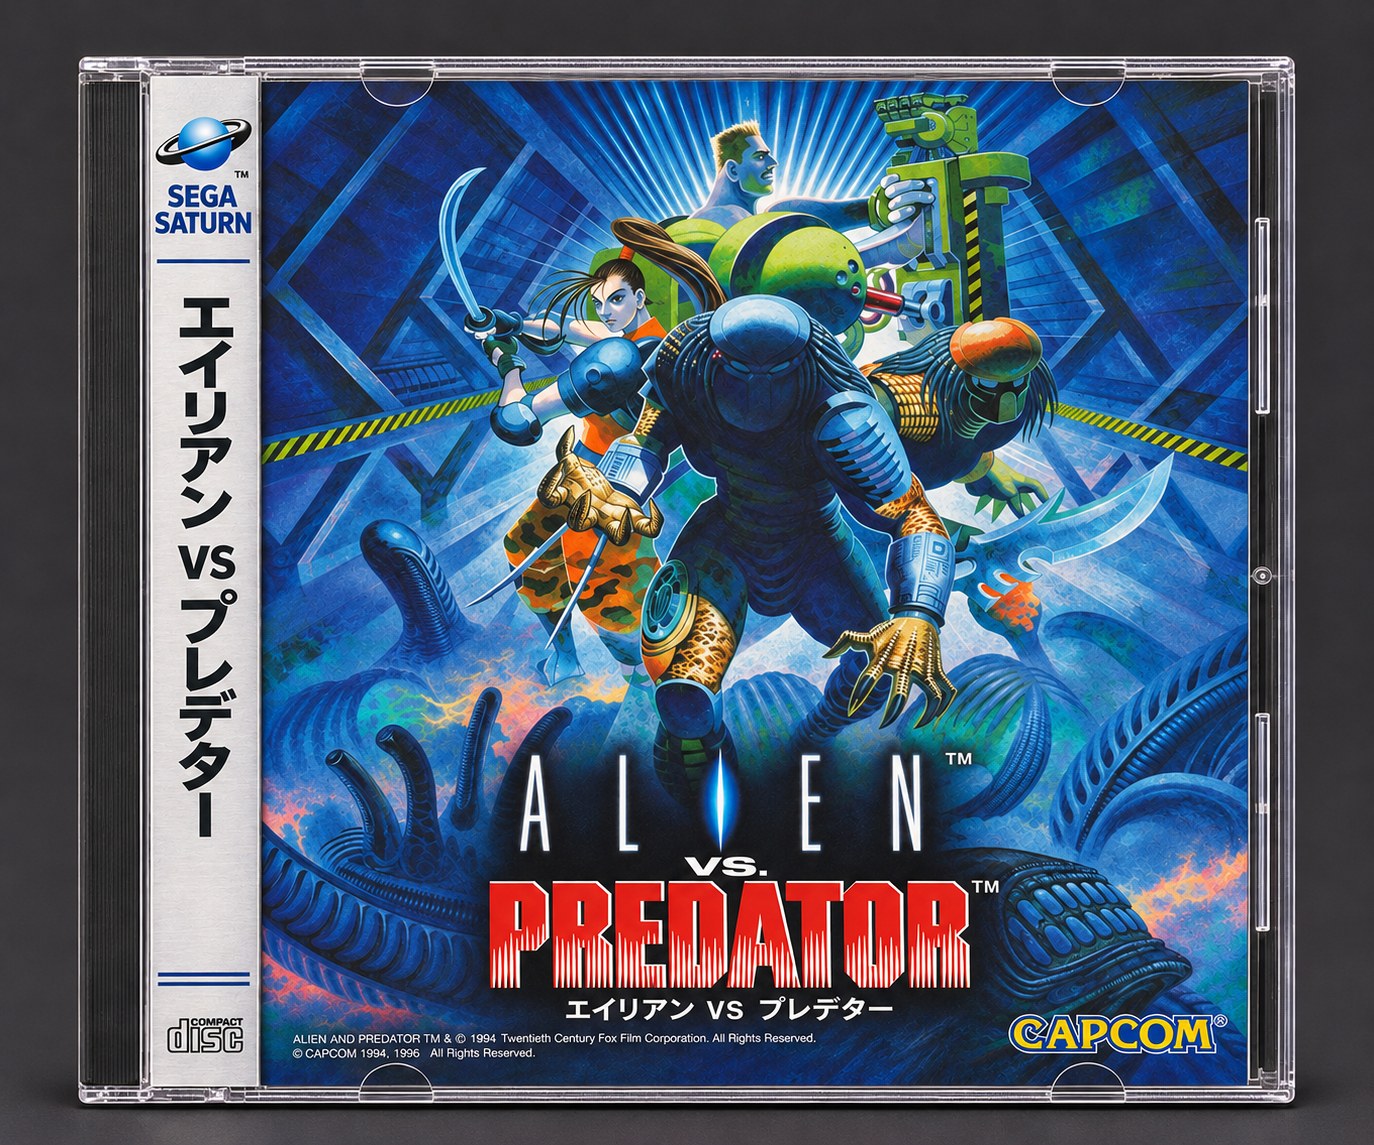 TM
SEGA
SATURN
エイリアン VS プレデター
COMPACT
disc
ALIEN™
VS.
PREDATOR™
エイリアン VS プレデター
ALIEN AND PREDATOR TM & © 1994 Twentieth Century Fox Film Corporation. All Rights Reserved.
© CAPCOM 1994, 1996 All Rights Reserved.
CAPCOM®